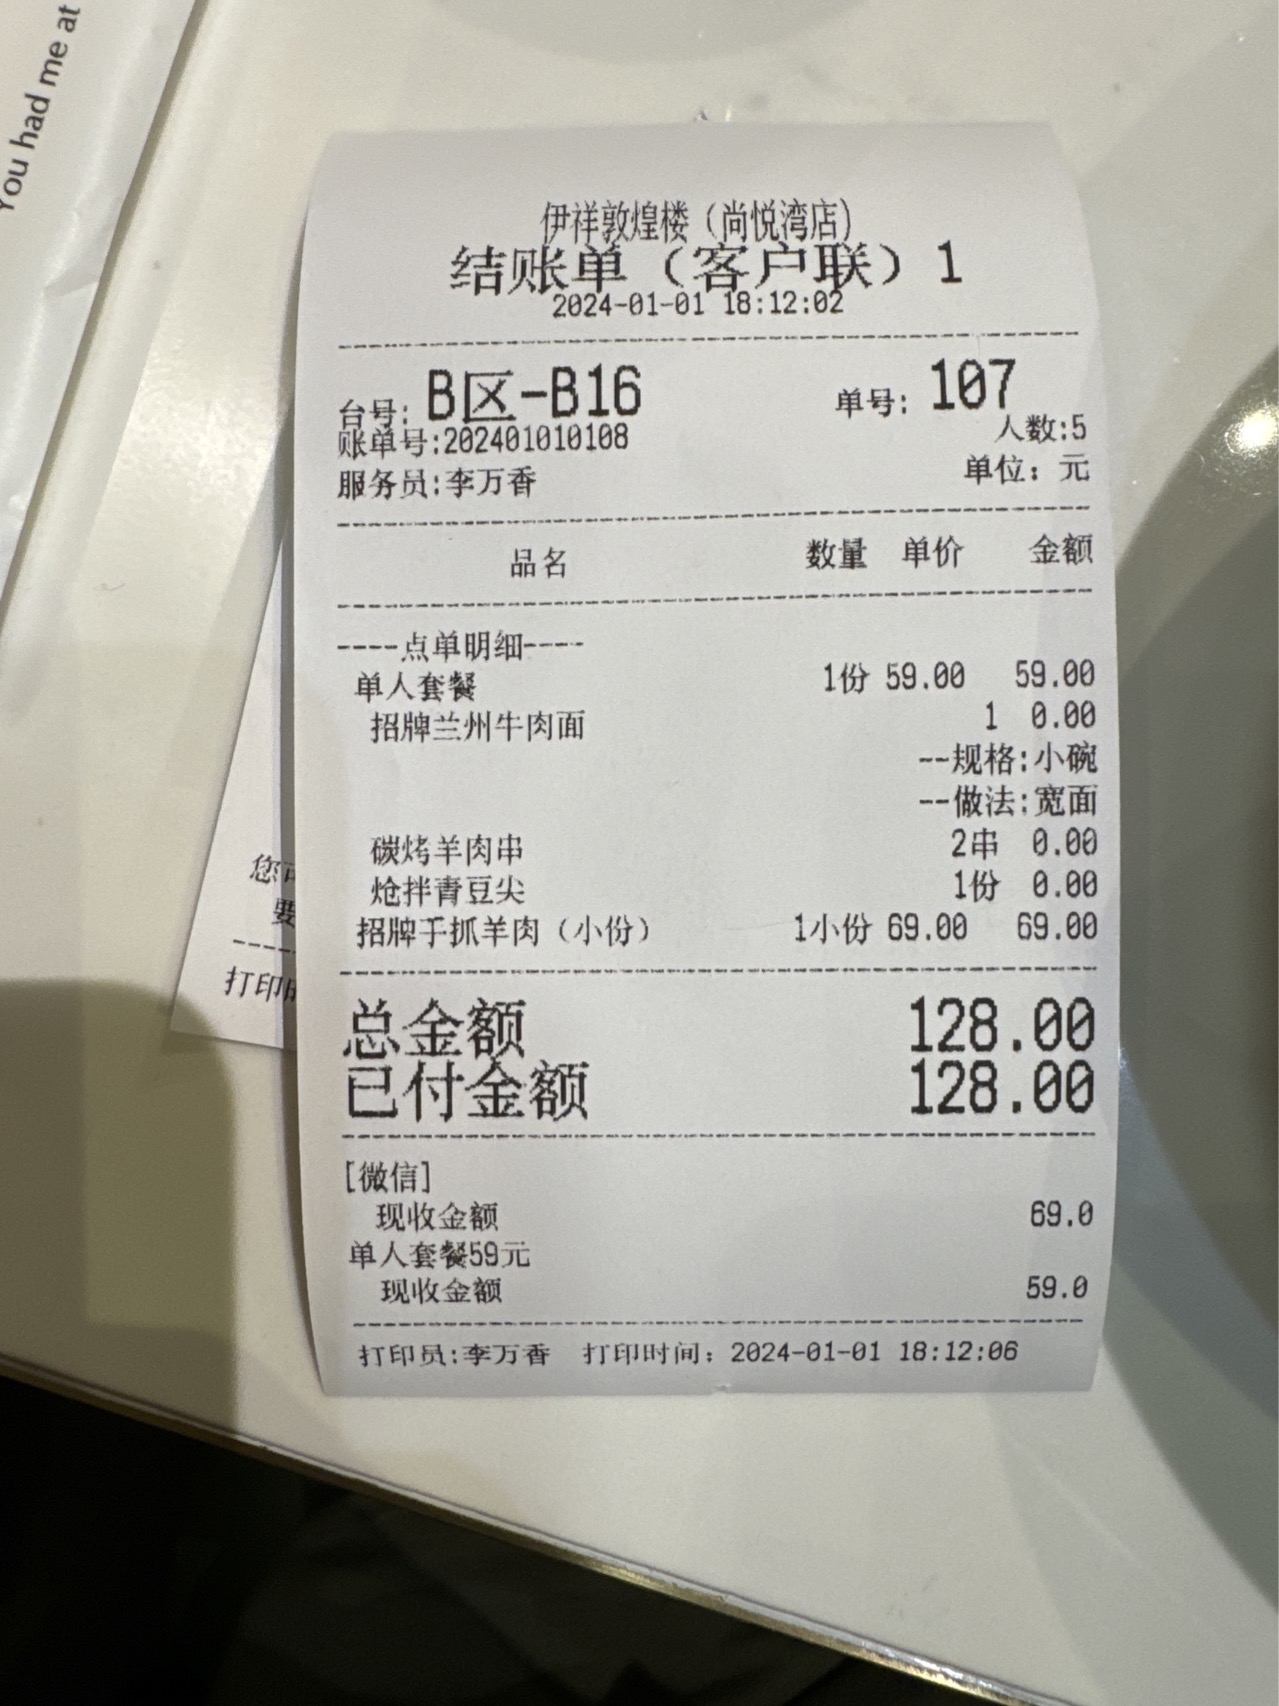 You had me at
伊祥敦煌楼（尚悦湾店）
结账单（客户联）1
2024-01-01 18:12:02
台号: B区-B16 单号: 107
账单号:202401010108 人数:5
服务员:李万香 单位: 元
品名 数量 单价 金额
----点单明细----
单人套餐 1份 59.00 59.00
招牌兰州牛肉面 1 0.00
--规格:小碗
--做法:宽面
碳烤羊肉串 2串 0.00
炝拌青豆尖 1份 0.00
招牌手抓羊肉（小份） 1小份 69.00 69.00
总金额 128.00
已付金额 128.00
[微信]
现收金额 69.0
单人套餐59元
现收金额 59.0
打印员:李万香 打印时间: 2024-01-01 18:12:06
您
要
打印